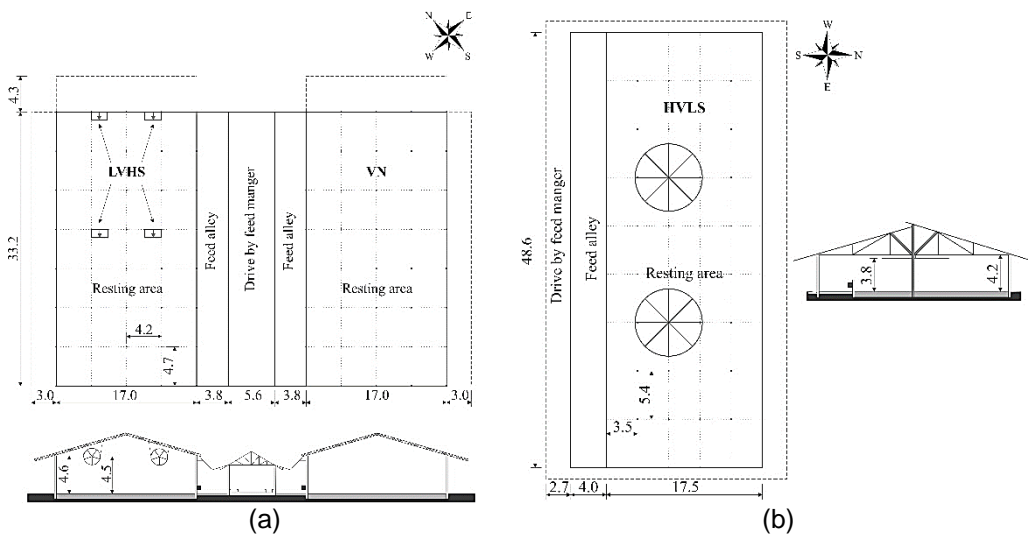 N E
W S
4.3
LVHS
VN
33.2
Feed alley
Drive by feed manger
Feed alley
Resting area
Resting area
4.2
4.7
3.0 17.0 3.8 5.6 3.8 17.0 3.0
4.6
4.5
(a)
W
S N
E
HVLS
48.6
Drive by feed manger
Feed alley
Resting area
5.4
3.5
2.7 4.0 17.5
3.8
4.2
(b)